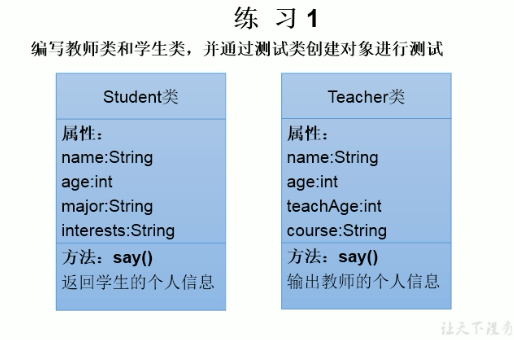 练 习 1
编写教师类和学生类，并通过测试类创建对象进行测试
Student类
属性：
name:String
age:int
major:String
interests:String
方法：say()
返回学生的个人信息
Teacher类
属性：
name:String
age:int
teachAge:int
course:String
方法：say()
输出教师的个人信息
让天下没